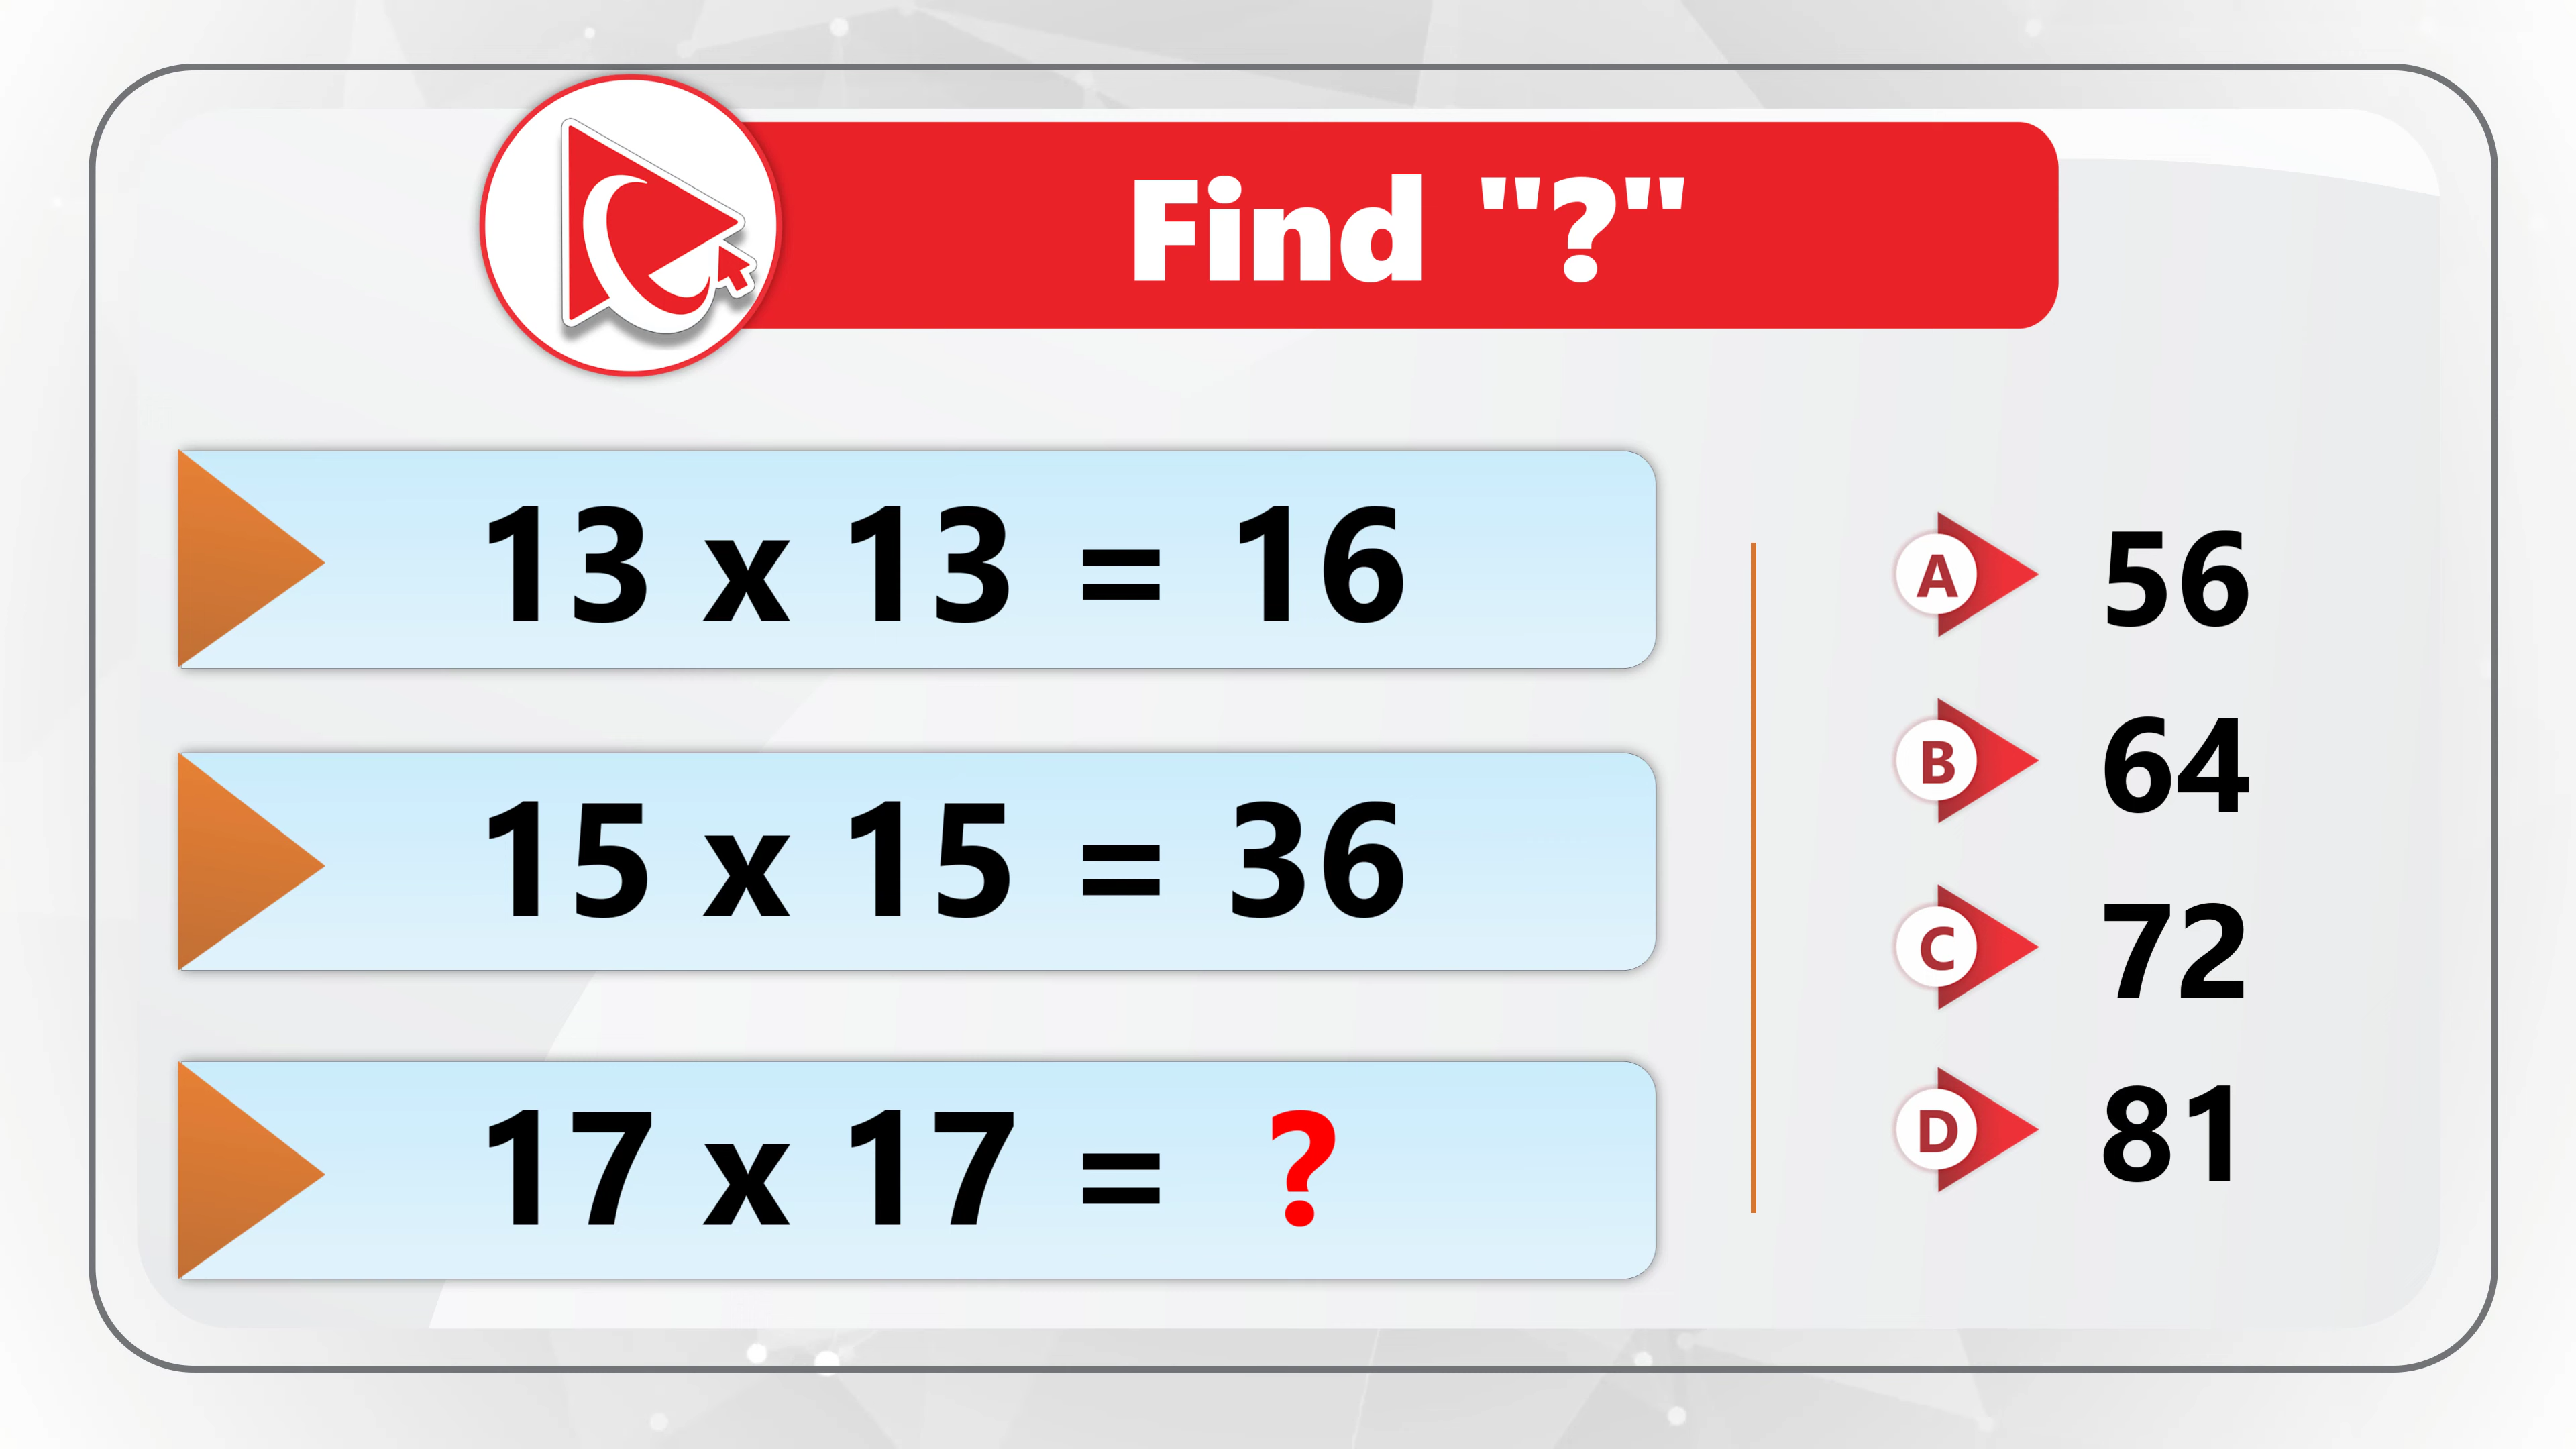 Find "?"
13 x 13 = 16
15 x 15 = 36
17 x 17 = ?
A 56
B 64
C 72
D 81